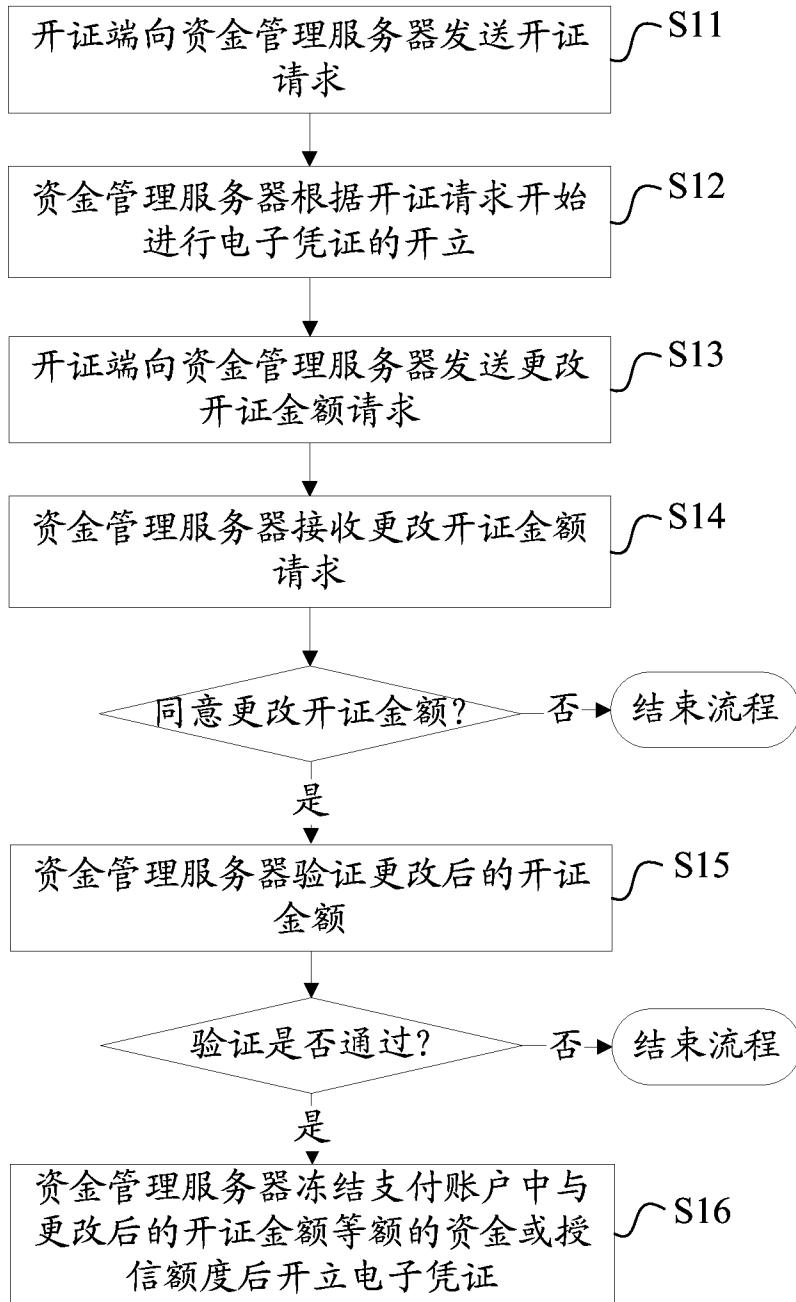 开证端向资金管理服务器发送开证
请求
S11
资金管理服务器根据开证请求开始
进行电子凭证的开立
S12
开证端向资金管理服务器发送更改
开证金额请求
S13
资金管理服务器接收更改开证金额
请求
S14
同意更改开证金额?
否
结束流程
是
资金管理服务器验证更改后的开证
金额
S15
验证是否通过?
否
结束流程
是
资金管理服务器冻结支付账户中与
更改后的开证金额等额的资金或授
信额度后开立电子凭证
S16